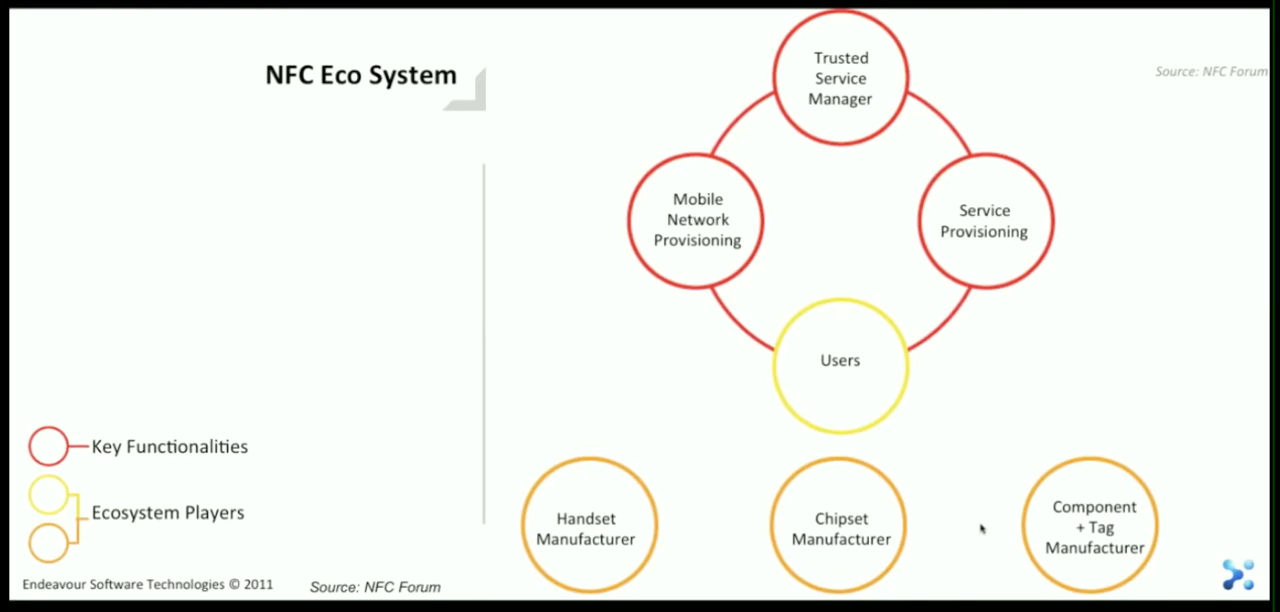 NFC Eco System
Source: NFC Forum
Trusted
Service
Manager
Mobile
Network
Provisioning
Service
Provisioning
Users
Key Functionalities
Ecosystem Players
Handset
Manufacturer
Chipset
Manufacturer
Component
+ Tag
Manufacturer
Endeavour Software Technologies © 2011
Source: NFC Forum